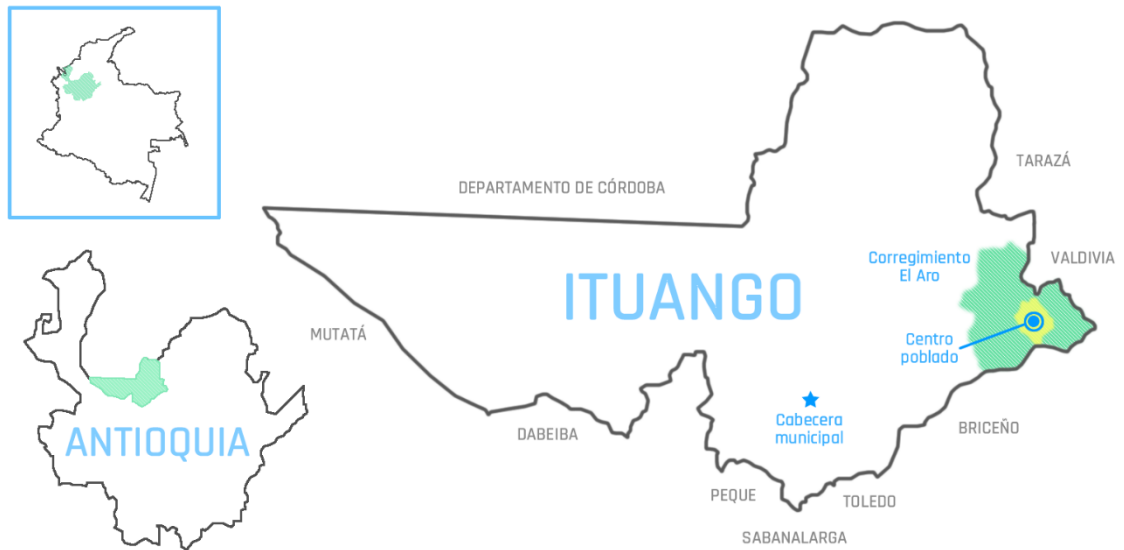 TARAZÁ
DEPARTAMENTO DE CÓRDOBA
Corregimiento
El Aro
VALDIVIA
ITUANGO
MUTATÁ
Centro
poblado
ANTIOQUIA
Cabecera
municipal
DABEIBA
BRICEÑO
PEQUE
TOLEDO
SABANALARGA